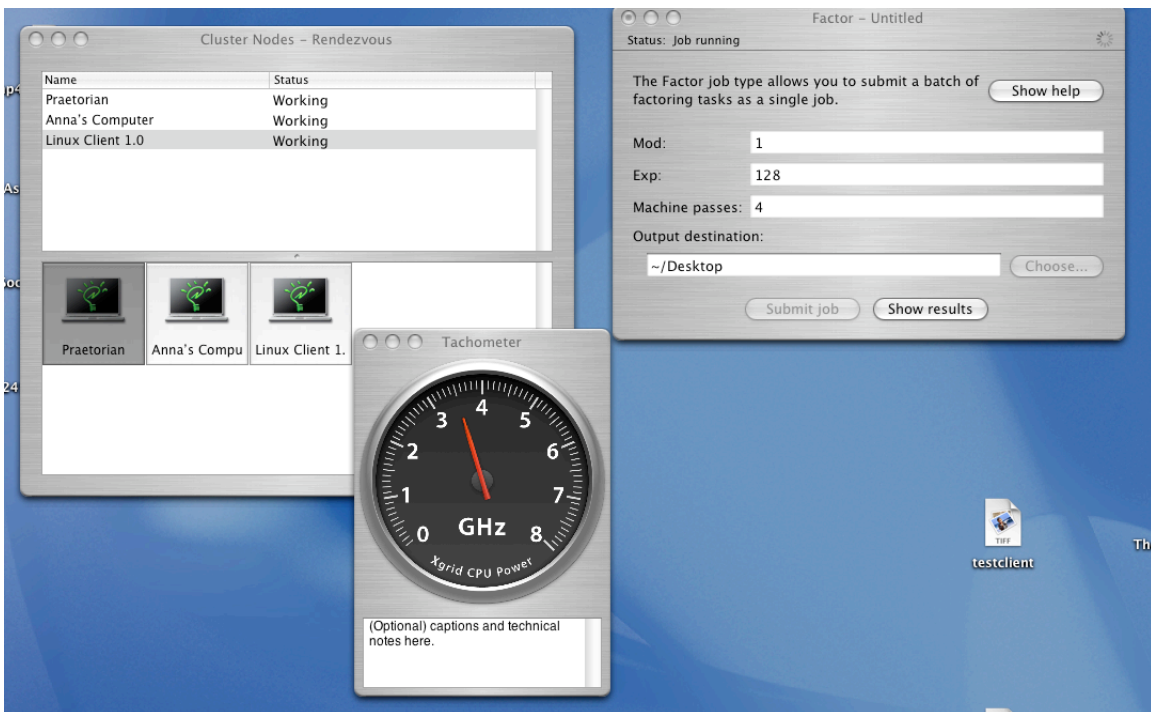 Cluster Nodes – Rendezvous
Name Status
Praetorian Working
Anna's Computer Working
Linux Client 1.0 Working
Praetorian Anna's Compu Linux Client 1.
Factor – Untitled
Status: Job running
The Factor job type allows you to submit a batch of
factoring tasks as a single job.
Show help
Mod: 1
Exp: 128
Machine passes: 4
Output destination:
~/Desktop Choose...
Submit job Show results
Tachometer
0 1 2 3 4 5 6 7 8
GHz
Xgrid CPU Power
(Optional) captions and technical
notes here.
TIFF
testclient
Th
p4
As
24